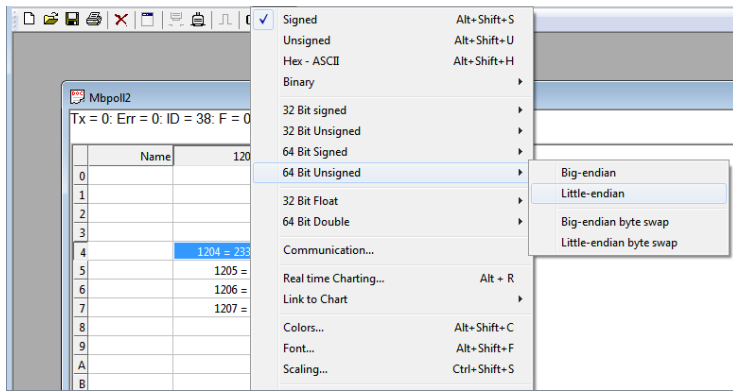 Signed Alt+Shift+S
Unsigned Alt+Shift+U
Hex - ASCII Alt+Shift+H
Binary
Mbpoll2
Tx = 0: Err = 0: ID = 38: F = 0
32 Bit signed
32 Bit Unsigned
64 Bit Signed
64 Bit Unsigned
Big-endian
Little-endian
Big-endian byte swap
Little-endian byte swap
32 Bit Float
64 Bit Double
Communication...
Real time Charting... Alt + R
Link to Chart
Colors... Alt+Shift+C
Font... Alt+Shift+F
Scaling... Ctrl+Shift+S
Name 120
0
1
2
3
4 1204 = 233
5 1205 =
6 1206 =
7 1207 =
8
9
A
B